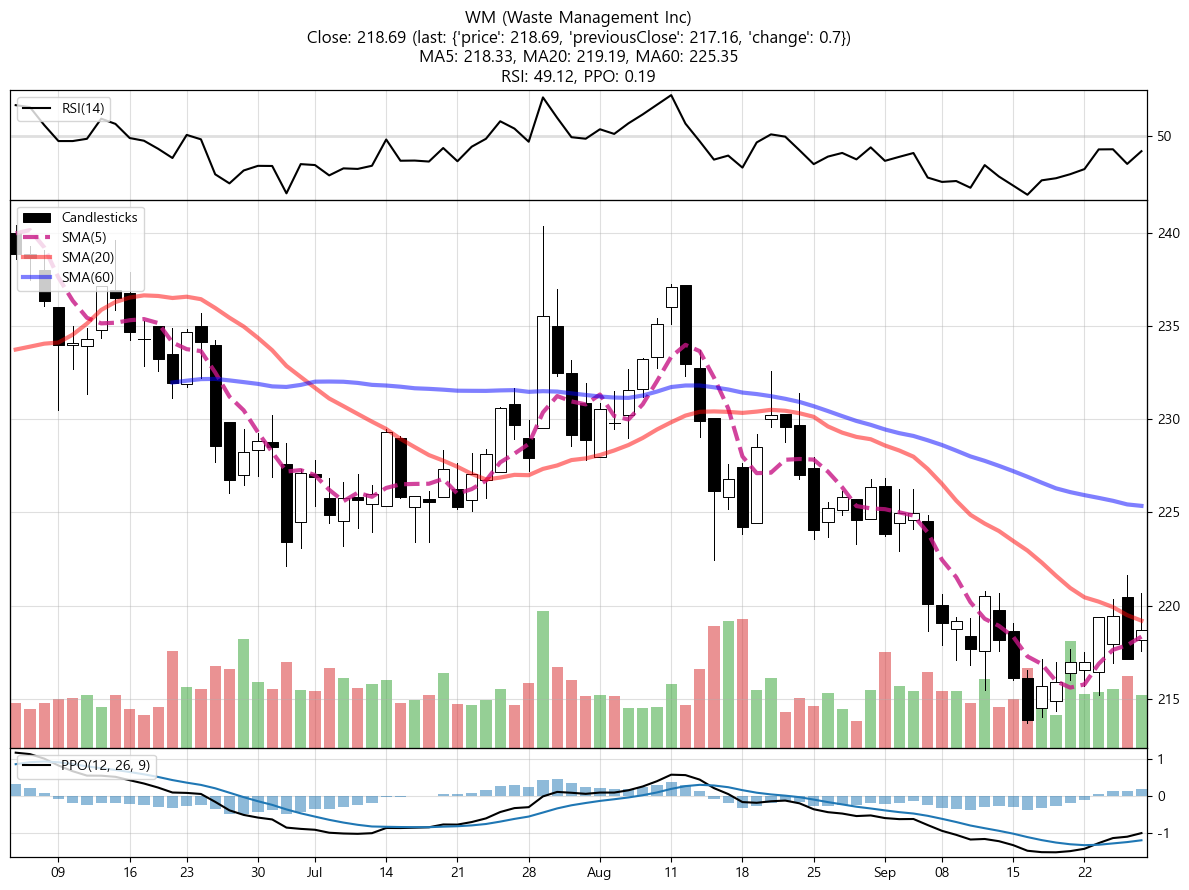 WM (Waste Management Inc)
Close: 218.69 (last: {'price': 218.69, 'previousClose': 217.16, 'change': 0.7})
MA5: 218.33, MA20: 219.19, MA60: 225.35
RSI: 49.12, PPO: 0.19
RSI(14)
50
Candlesticks
SMA(5)
SMA(20)
SMA(60)
240
235
230
225
220
215
PPO(12, 26, 9)
1
0
-1
09 16 23 30 Jul 14 21 28 Aug 11 18 25 Sep 08 15 22